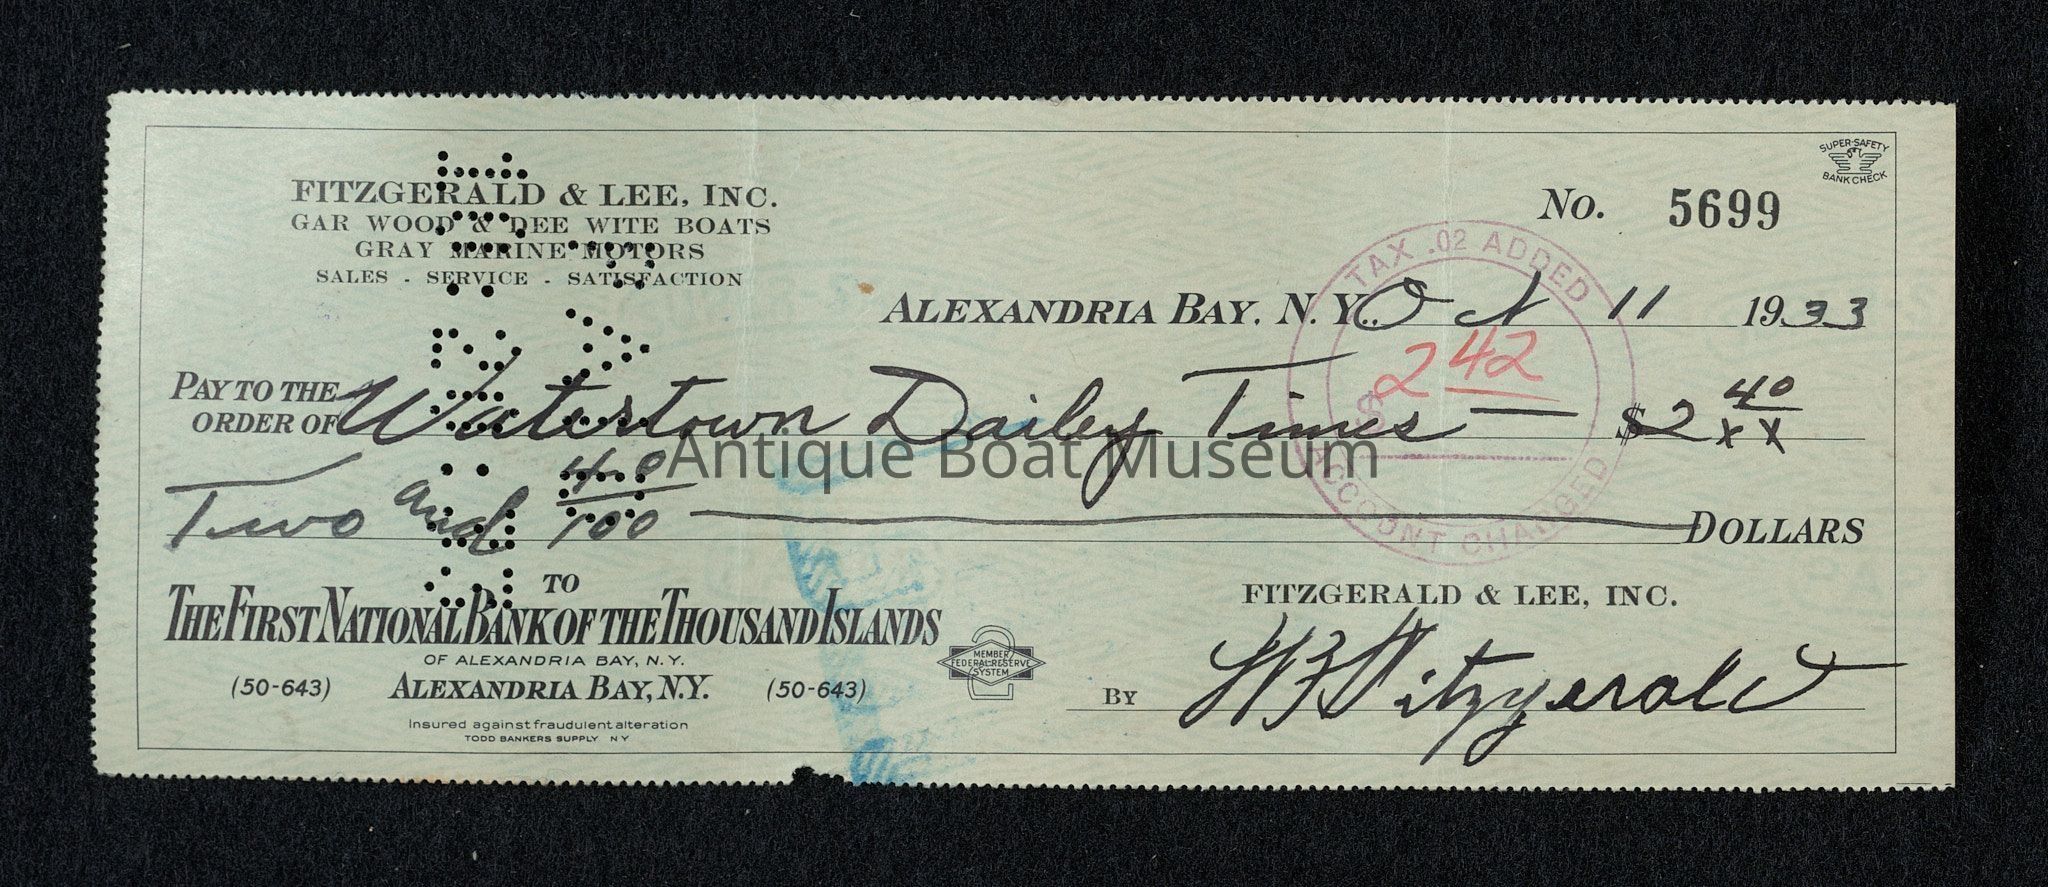 SUPER-SAFETY
BANK CHECK
FITZGERALD & LEE, INC.
GAR WOOD & DEE WITE BOATS
GRAY MARINE MOTORS
SALES - SERVICE - SATISFACTION
No. 5699
TAX .02 ADDED
ALEXANDRIA BAY, N.Y., Oct 11 1933
$2 42
PAY TO THE
ORDER OF Watertown Daily Times $2 40/xx
Antique Boat Museum
ACCOUNT CHARGED
Two and 40/100 DOLLARS
TO
THE FIRST NATIONAL BANK OF THE THOUSAND ISLANDS
OF ALEXANDRIA BAY, N.Y.
(50-643) ALEXANDRIA BAY, N.Y. (50-643)
Insured against fraudulent alteration
TODD BANKERS SUPPLY NY
2
MEMBER
FEDERAL RESERVE
SYSTEM
FITZGERALD & LEE, INC.
BY Fitzgerald